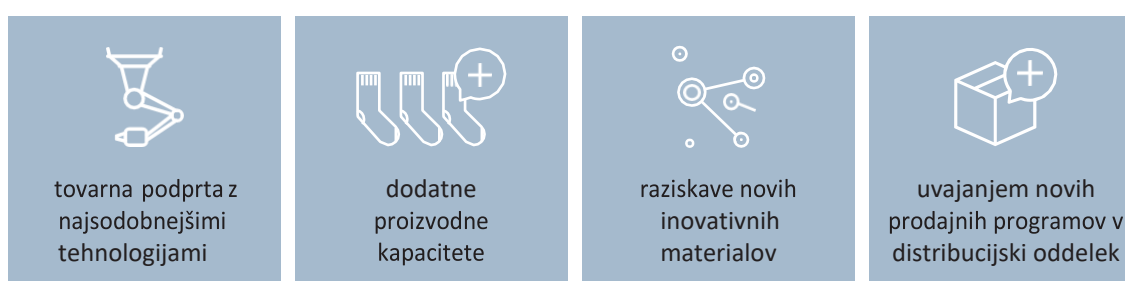 tovarna podprta z
najsodobnejšimi
tehnologijami
dodatne
proizvodne
kapacitete
raziskave novih
inovativnih
materialov
uvajanjem novih
prodajnih programov v
distribucijski oddelek